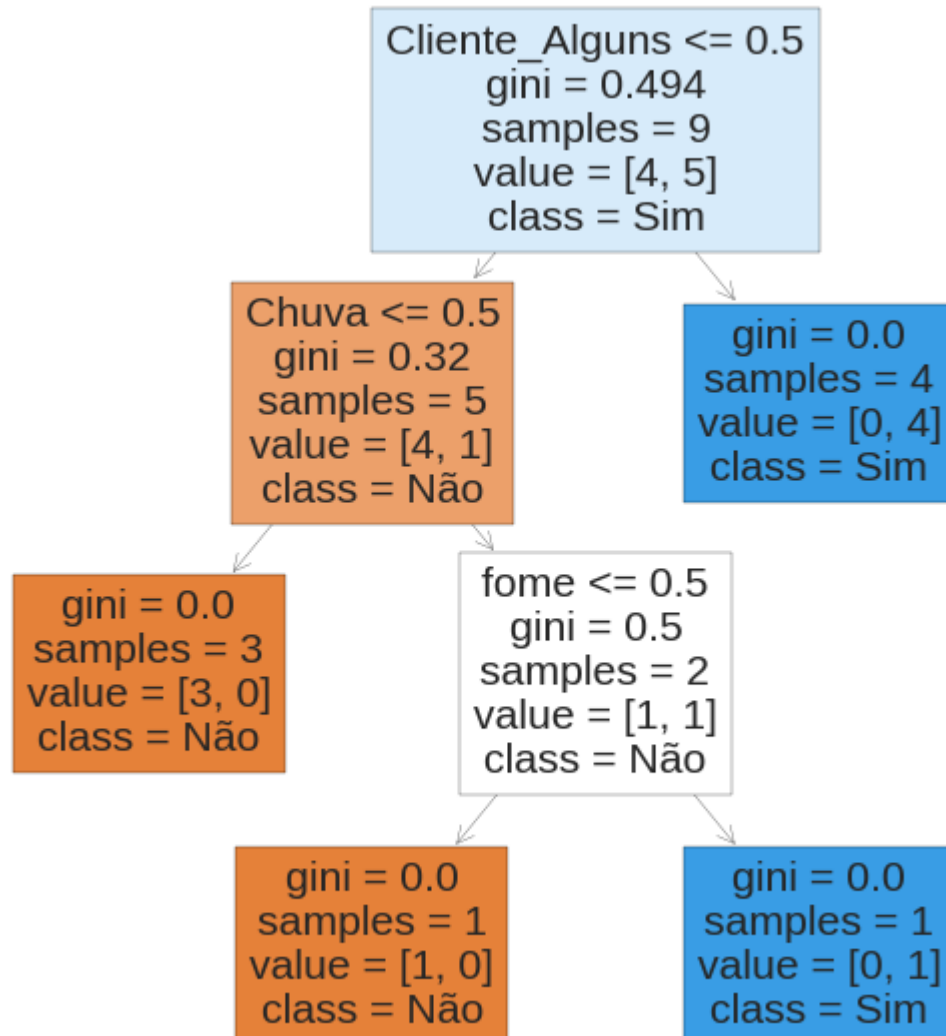 Cliente_Alguns <= 0.5
gini = 0.494
samples = 9
value = [4, 5]
class = Sim
Chuva <= 0.5
gini = 0.32
samples = 5
value = [4, 1]
class = Não
gini = 0.0
samples = 4
value = [0, 4]
class = Sim
gini = 0.0
samples = 3
value = [3, 0]
class = Não
fome <= 0.5
gini = 0.5
samples = 2
value = [1, 1]
class = Não
gini = 0.0
samples = 1
value = [1, 0]
class = Não
gini = 0.0
samples = 1
value = [0, 1]
class = Sim